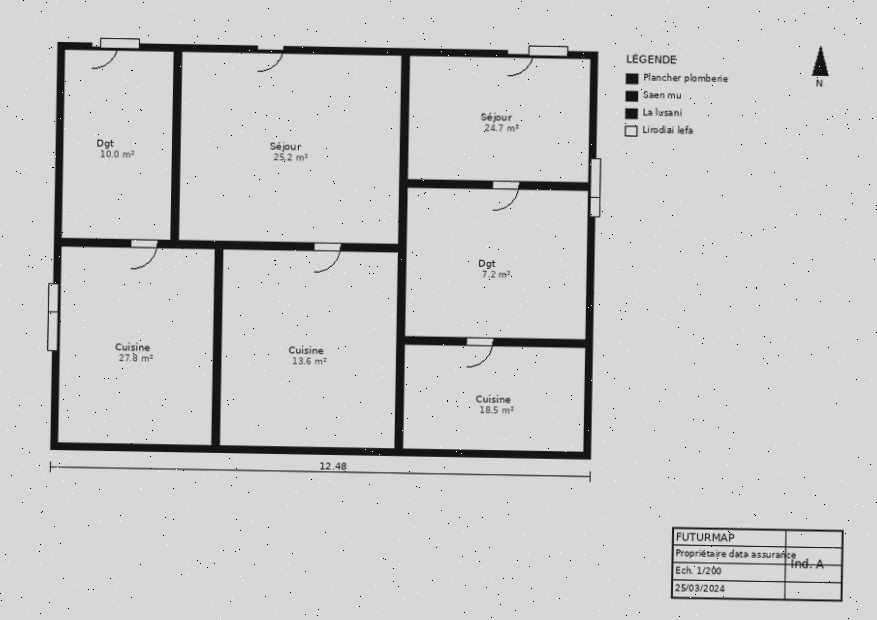 Dgt
10.0 m²
Séjour
25.2 m²
Séjour
24.7 m²
Dgt
7.2 m²
Cuisine
27.8 m²
Cuisine
13.6 m²
Cuisine
18.5 m²
12.48
LÉGENDE
Plancher plomberie
Saen mu
La lusani
Lirodiai lefa
N
FUTURMAP
Propriétaire data assurance
Ech. 1/200
25/03/2024
Ind. A